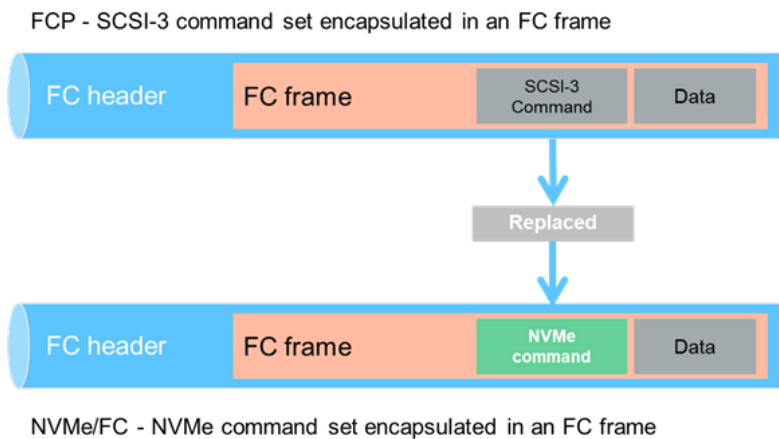 FCP - SCSI-3 command set encapsulated in an FC frame
FC header
FC frame
SCSI-3
Command
Data
Replaced
FC header
FC frame
NVMe
command
Data
NVMe/FC - NVMe command set encapsulated in an FC frame